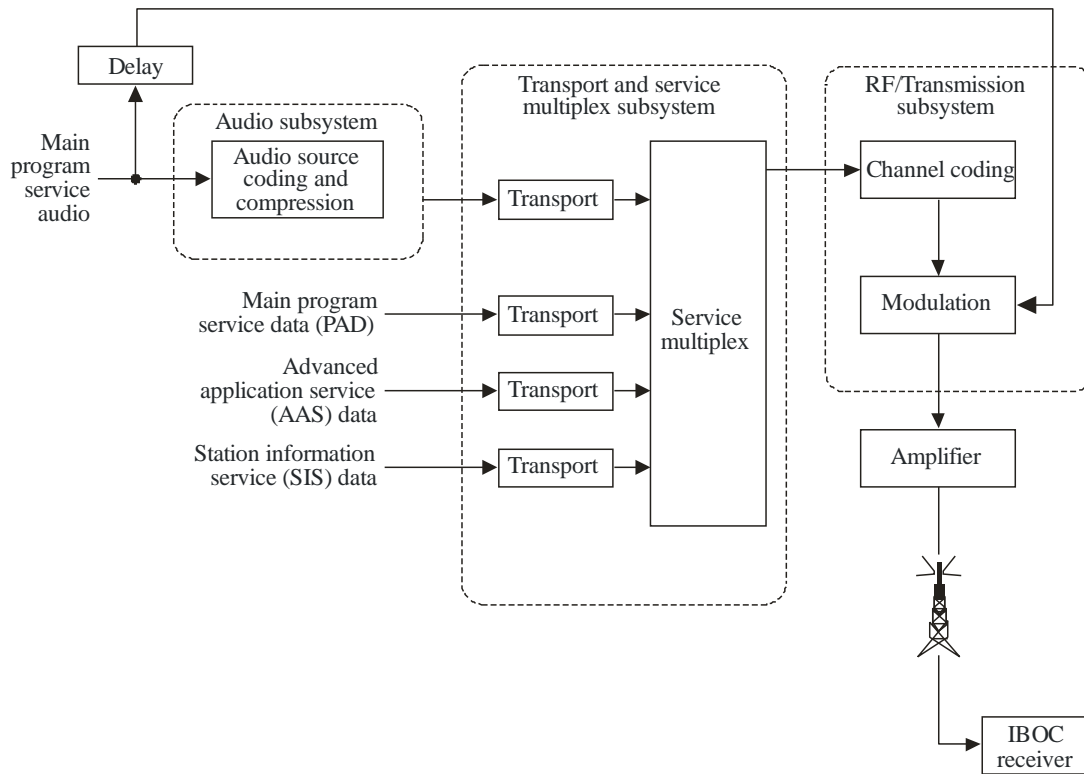 Delay
Main
program
service
audio
Audio subsystem
Audio source
coding and
compression
Transport and service
multiplex subsystem
Transport
Main program
service data (PAD)
Transport
Advanced
application service
(AAS) data
Transport
Station information
service (SIS) data
Transport
Service
multiplex
RF/Transmission
subsystem
Channel coding
Modulation
Amplifier
IBOC
receiver